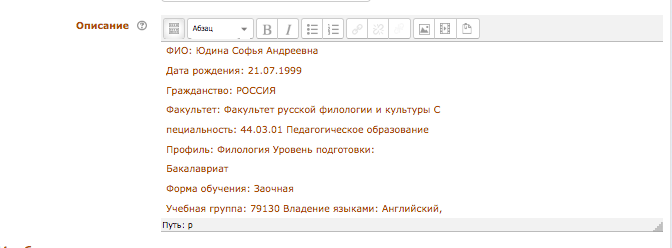 Описание
Абзац
ФИО: Юдина Софья Андреевна
Дата рождения: 21.07.1999
Гражданство: РОССИЯ
Факультет: Факультет русской филологии и культуры С
пециальность: 44.03.01 Педагогическое образование
Профиль: Филология Уровень подготовки:
Бакалавриат
Форма обучения: Заочная
Учебная группа: 79130 Владение языками: Английский,
Путь: p